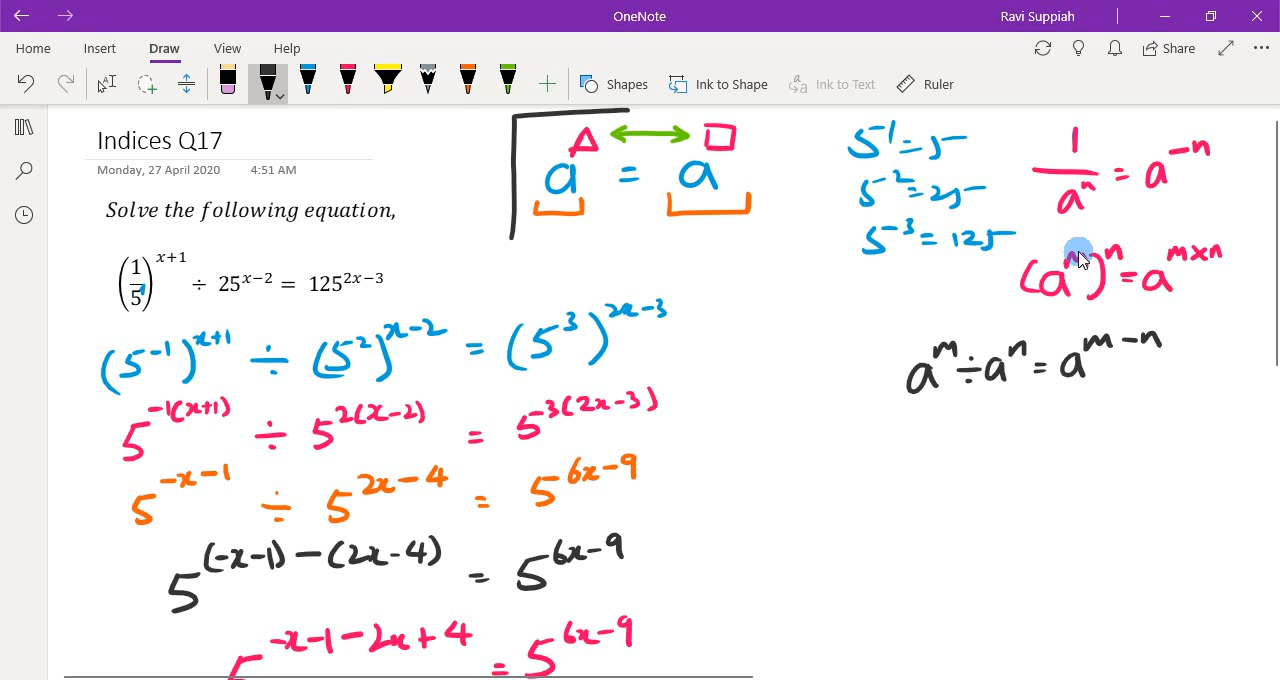 OneNote
Ravi Suppiah
Home Insert Draw View Help
Share
Shapes Ink to Shape Ink to Text Ruler
Indices Q17
Monday, 27 April 2020 4:51 AM
Solve the following equation,
(1/5)^(x+1) ÷ 25^(x−2) = 125^(2x−3)
a^△ ↔ a^□
a^△ = a^□
(5^−1)^(x+1) ÷ (5^2)^(x−2) = (5^3)^(2x−3)
5^−1(x+1) ÷ 5^2(x−2) = 5^−3(2x−3)
5^−x−1 ÷ 5^2x−4 = 5^6x−9
5^(−x−1)−(2x−4) = 5^6x−9
5^−x−1−2x+4 = 5^6x−9
5^−1 = 5
5^−2 = 25
5^−3 = 125
1/a^n = a^−n
(a^m)^n = a^m×n
a^m ÷ a^n = a^m−n